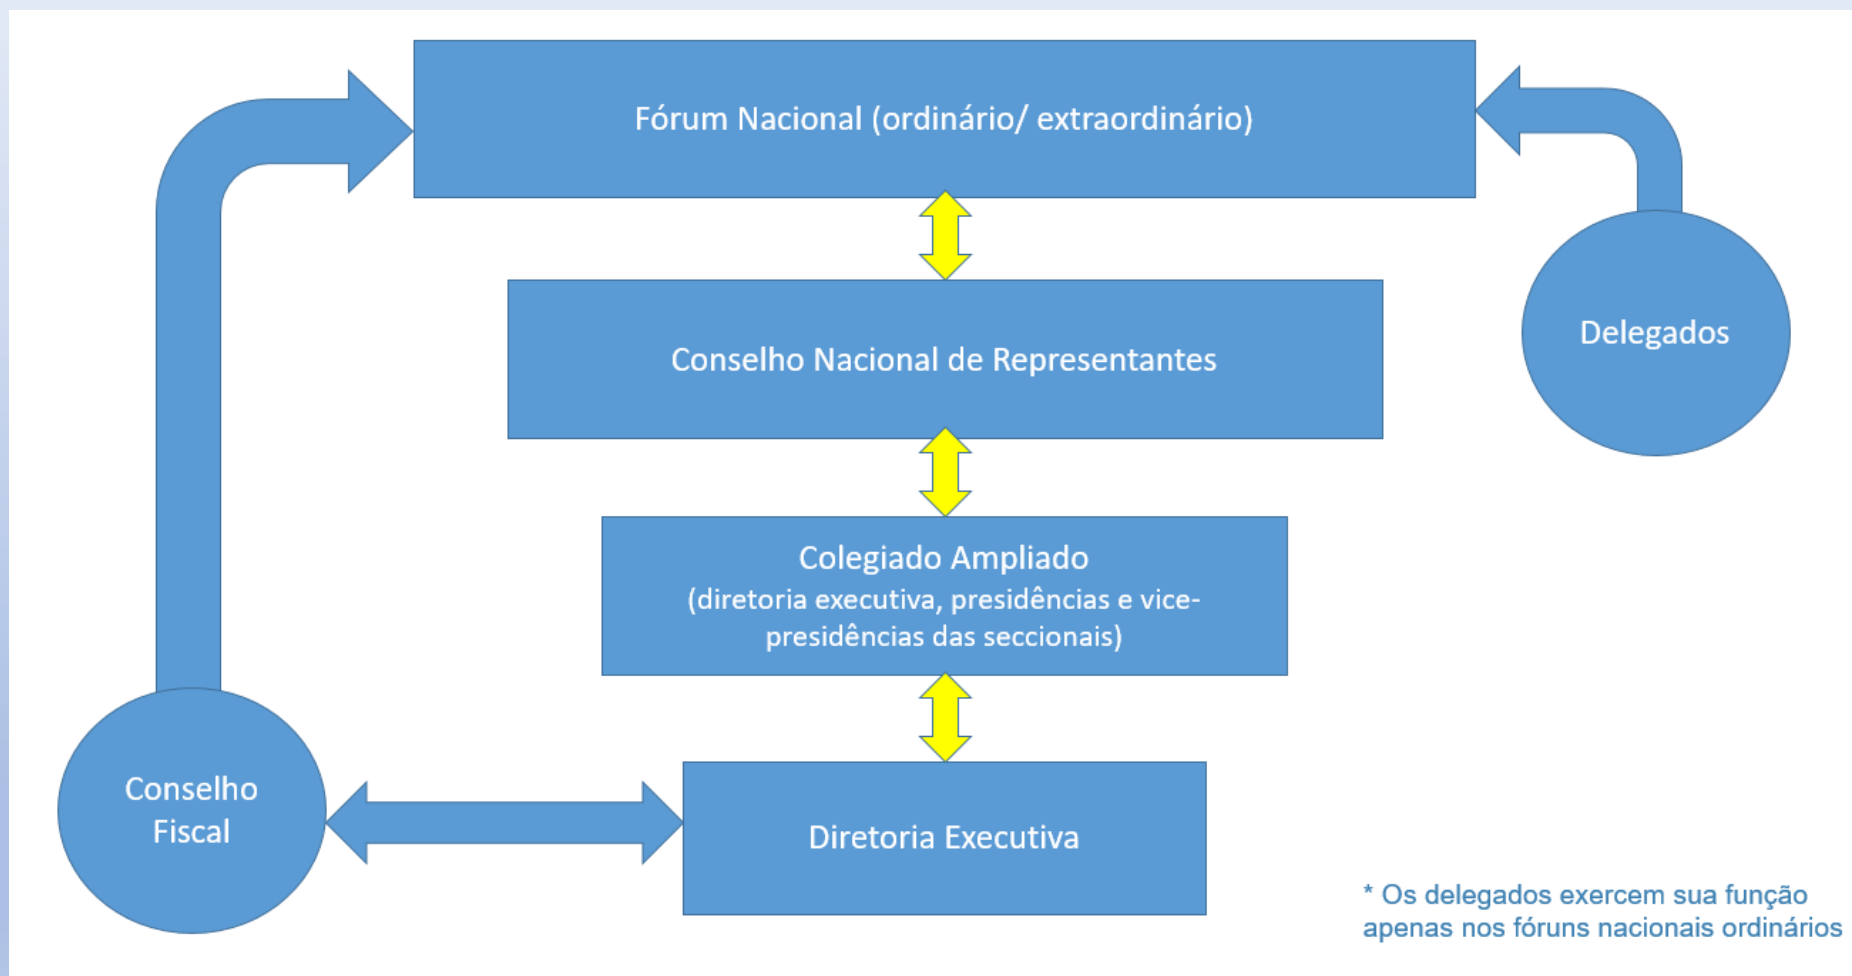 Fórum Nacional (ordinário/ extraordinário)
Delegados
Conselho Nacional de Representantes
Colegiado Ampliado
(diretoria executiva, presidências e vice-
presidências das seccionais)
Conselho
Fiscal
Diretoria Executiva
* Os delegados exercem sua função
apenas nos fóruns nacionais ordinários